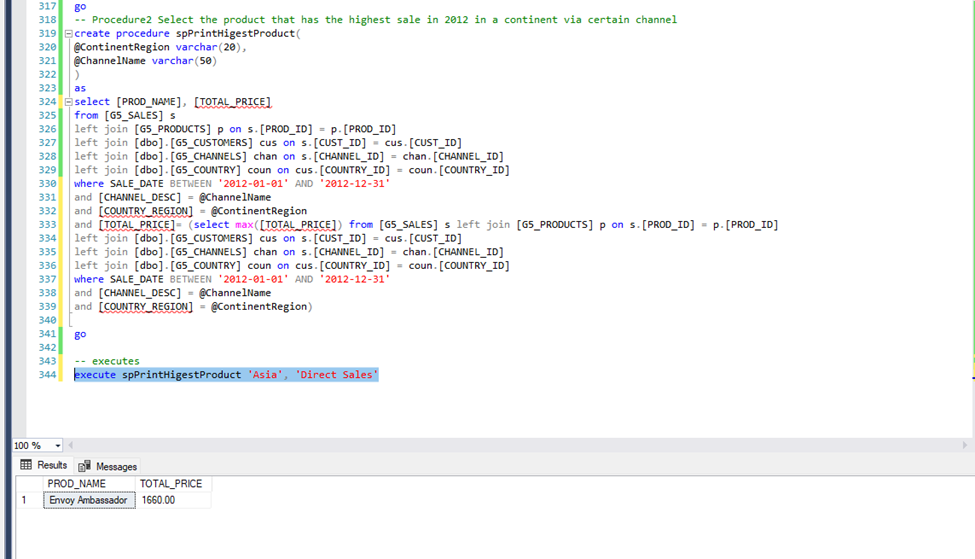 317 go
318 -- Procedure2 Select the product that has the highest sale in 2012 in a continent via certain channel
319 create procedure spPrintHigestProduct(
320 @ContinentRegion varchar(20),
321 @ChannelName varchar(50)
322 )
323 as
324 select [PROD_NAME], [TOTAL_PRICE]
325 from [G5_SALES] s
326 left join [G5_PRODUCTS] p on s.[PROD_ID] = p.[PROD_ID]
327 left join [dbo].[G5_CUSTOMERS] cus on s.[CUST_ID] = cus.[CUST_ID]
328 left join [dbo].[G5_CHANNELS] chan on s.[CHANNEL_ID] = chan.[CHANNEL_ID]
329 left join [dbo].[G5_COUNTRY] coun on cus.[COUNTRY_ID] = coun.[COUNTRY_ID]
330 where SALE_DATE BETWEEN '2012-01-01' AND '2012-12-31'
331 and [CHANNEL_DESC] = @ChannelName
332 and [COUNTRY_REGION] = @ContinentRegion
333 and [TOTAL_PRICE]= (select max([TOTAL_PRICE]) from [G5_SALES] s left join [G5_PRODUCTS] p on s.[PROD_ID] = p.[PROD_ID]
334 left join [dbo].[G5_CUSTOMERS] cus on s.[CUST_ID] = cus.[CUST_ID]
335 left join [dbo].[G5_CHANNELS] chan on s.[CHANNEL_ID] = chan.[CHANNEL_ID]
336 left join [dbo].[G5_COUNTRY] coun on cus.[COUNTRY_ID] = coun.[COUNTRY_ID]
337 where SALE_DATE BETWEEN '2012-01-01' AND '2012-12-31'
338 and [CHANNEL_DESC] = @ChannelName
339 and [COUNTRY_REGION] = @ContinentRegion)
340
341 go
342
343 -- executes
344 execute spPrintHigestProduct 'Asia', 'Direct Sales'
100 %
Results Messages
PROD_NAME TOTAL_PRICE
1 Envoy Ambassador 1660.00